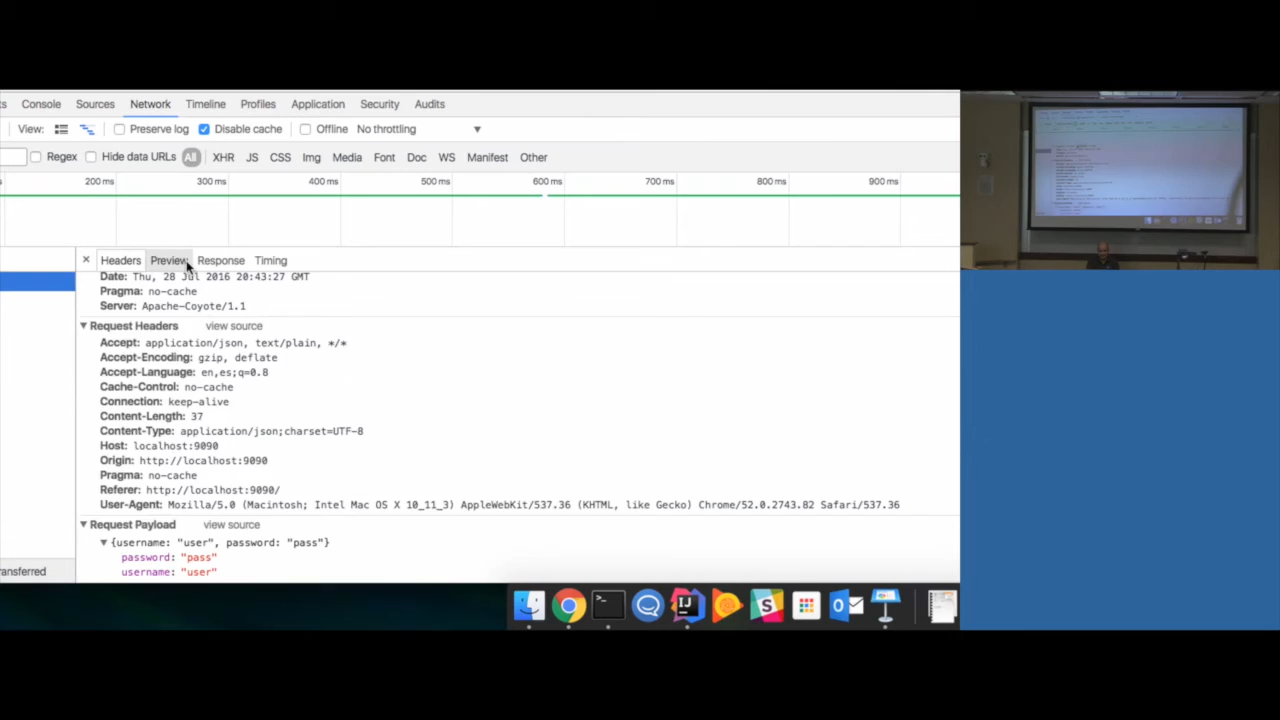 s Console Sources Network Timeline Profiles Application Security Audits
View: Preserve log Disable cache Offline No throttling
Regex Hide data URLs All XHR JS CSS Img Media Font Doc WS Manifest Other
200 ms 300 ms 400 ms 500 ms 600 ms 700 ms 800 ms 900 ms
× Headers Preview Response Timing
Date: Thu, 28 Jul 2016 20:43:27 GMT
Pragma: no-cache
Server: Apache-Coyote/1.1
Request Headers view source
Accept: application/json, text/plain, */*
Accept-Encoding: gzip, deflate
Accept-Language: en,es;q=0.8
Cache-Control: no-cache
Connection: keep-alive
Content-Length: 37
Content-Type: application/json;charset=UTF-8
Host: localhost:9090
Origin: http://localhost:9090
Pragma: no-cache
Referer: http://localhost:9090/
User-Agent: Mozilla/5.0 (Macintosh; Intel Mac OS X 10_11_3) AppleWebKit/537.36 (KHTML, like Gecko) Chrome/52.0.2743.82 Safari/537.36
Request Payload view source
{username: "user", password: "pass"}
password: "pass"
ansferred
username: "user"
>_ IJ S O